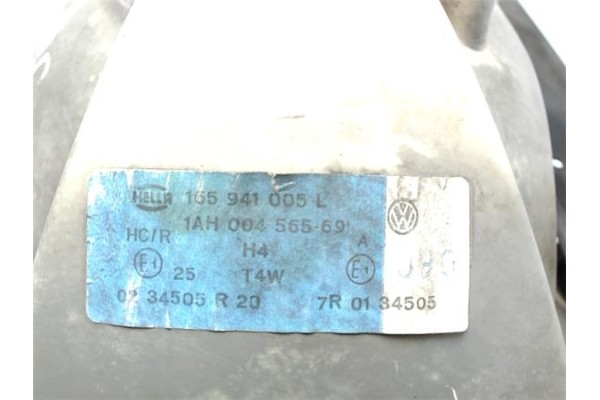 HELLA 165 941 005 L
1AH 004 565-69
HC/R H4 A
E1 25 T4W E1
02 34505 R 20 7R 01 34505